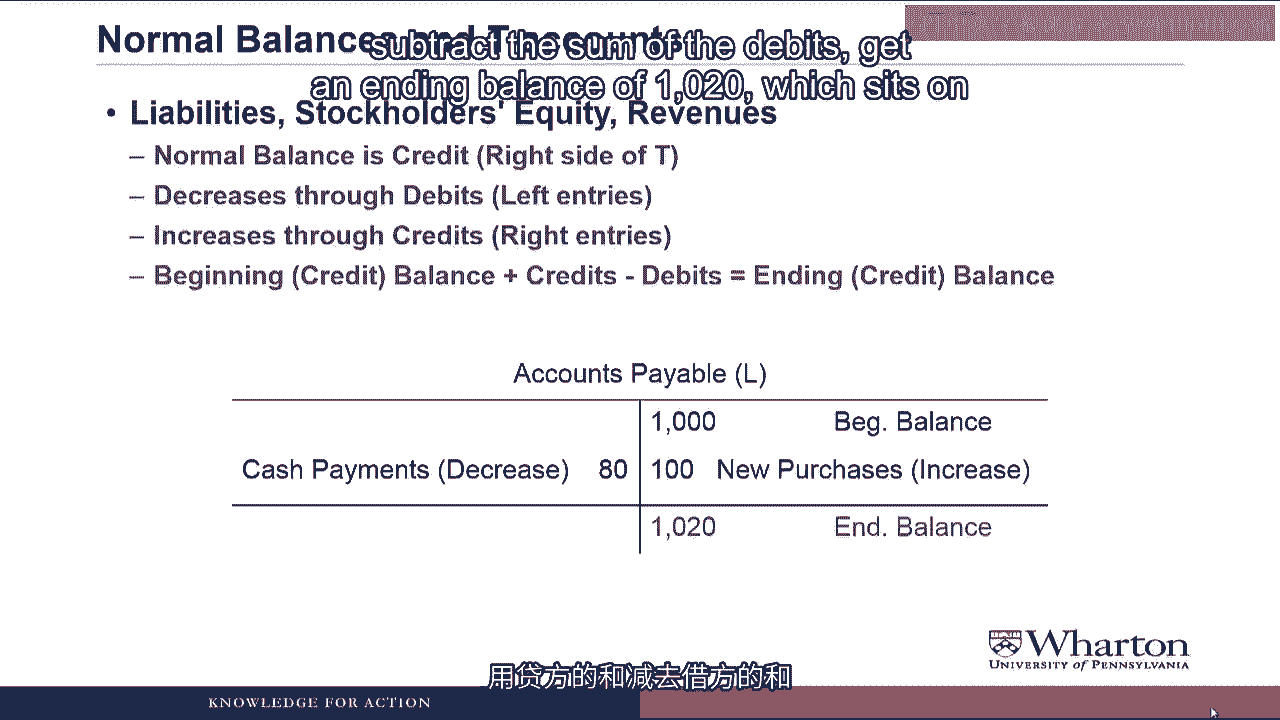 Normal Balances and T-accounts
subtract the sum of the debits, get
an ending balance of 1,020, which sits on
• Liabilities, Stockholders' Equity, Revenues
– Normal Balance is Credit (Right side of T)
– Decreases through Debits (Left entries)
– Increases through Credits (Right entries)
– Beginning (Credit) Balance + Credits - Debits = Ending (Credit) Balance
Accounts Payable (L)
1,000 Beg. Balance
Cash Payments (Decrease) 80 100 New Purchases (Increase)
1,020 End. Balance
Wharton
UNIVERSITY of PENNSYLVANIA
用贷方的和减去借方的和
KNOWLEDGE FOR ACTION